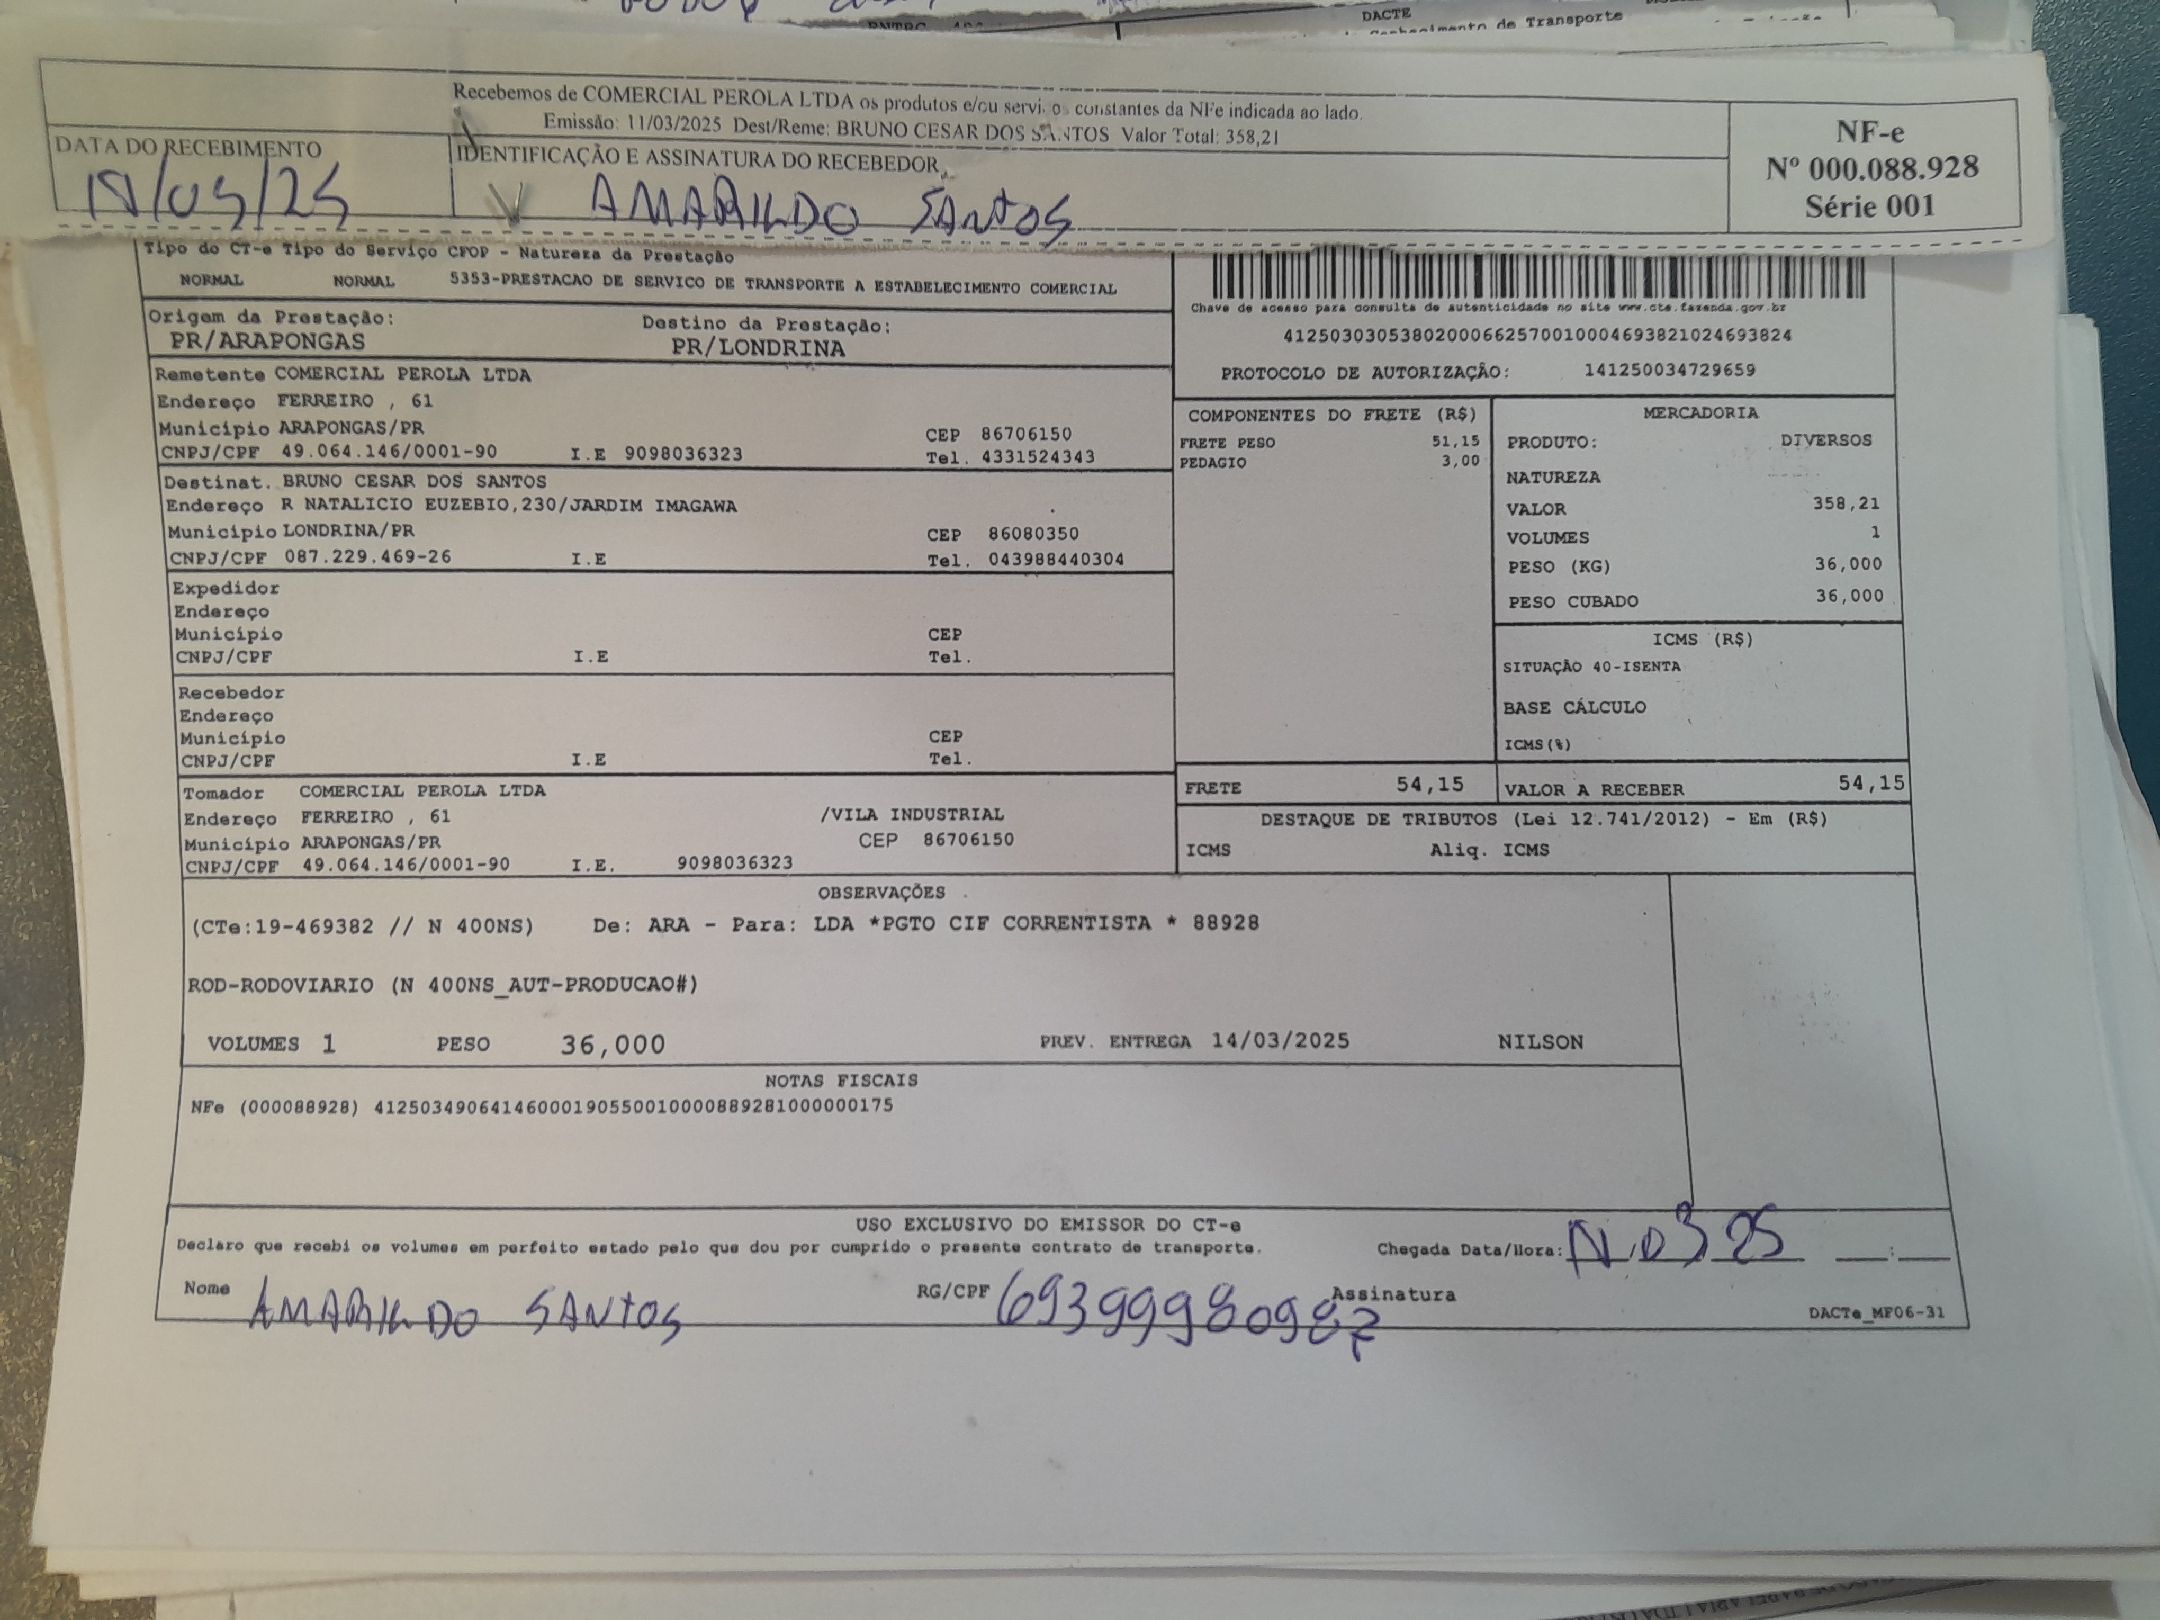 DACTE
de Transporte
Recebemos de COMERCIAL PEROLA LTDA os produtos e/ou serviços constantes da NFe indicada ao lado.
Emissão: 11/03/2025 Dest/Reme: BRUNO CESAR DOS SANTOS Valor Total: 358,21
NF-e
Nº 000.088.928
Série 001
DATA DO RECEBIMENTO
IDENTIFICAÇÃO E ASSINATURA DO RECEBEDOR
AMARILDO SANTOS
Tipo do CT-e Tipo do Serviço CFOP - Natureza da Prestação
NORMAL NORMAL 5353-PRESTACAO DE SERVICO DE TRANSPORTE A ESTABELECIMENTO COMERCIAL
Chave de acesso para consulta de autenticidade no site www.cte.fazenda.gov.br
41250303053802000662570010004693821024693824
PROTOCOLO DE AUTORIZAÇÃO: 141250034729659
Origem da Prestação: Destino da Prestação:
PR/ARAPONGAS PR/LONDRINA
Remetente COMERCIAL PEROLA LTDA
Endereço FERREIRO , 61
Município ARAPONGAS/PR CEP 86706150
CNPJ/CPF 49.064.146/0001-90 I.E 9098036323 Tel. 4331524343
Destinat. BRUNO CESAR DOS SANTOS
Endereço R NATALICIO EUZEBIO,230/JARDIM IMAGAWA
Município LONDRINA/PR CEP 86080350
CNPJ/CPF 087.229.469-26 I.E Tel. 043988440304
Expedidor
Endereço
Município CEP
CNPJ/CPF I.E Tel.
Recebedor
Endereço
Município CEP
CNPJ/CPF I.E Tel.
Tomador COMERCIAL PEROLA LTDA
Endereço FERREIRO , 61 /VILA INDUSTRIAL
Município ARAPONGAS/PR CEP 86706150
CNPJ/CPF 49.064.146/0001-90 I.E. 9098036323
COMPONENTES DO FRETE (R$)
FRETE PESO 51,15
PEDAGIO 3,00
MERCADORIA
PRODUTO: DIVERSOS
NATUREZA
VALOR 358,21
VOLUMES 1
PESO (KG) 36,000
PESO CUBADO 36,000
ICMS (R$)
SITUAÇÃO 40-ISENTA
BASE CÁLCULO
ICMS(%)
FRETE 54,15 VALOR A RECEBER 54,15
DESTAQUE DE TRIBUTOS (Lei 12.741/2012) - Em (R$)
ICMS Aliq. ICMS
OBSERVAÇÕES
(CTe:19-469382 // N 400NS) De: ARA - Para: LDA *PGTO CIF CORRENTISTA * 88928
ROD-RODOVIARIO (N 400NS_AUT-PRODUCAO#)
VOLUMES 1 PESO 36,000 PREV. ENTREGA 14/03/2025 NILSON
NOTAS FISCAIS
NFe (000088928) 41250349064146000190550010000889281000000175
USO EXCLUSIVO DO EMISSOR DO CT-e
Declaro que recebi os volumes em perfeito estado pelo que dou por cumprido o presente contrato de transporte. Chegada Data/Hora:
Nome AMARILDO SANTOS RG/CPF 69399980987 Assinatura
DACTe_MF06-31